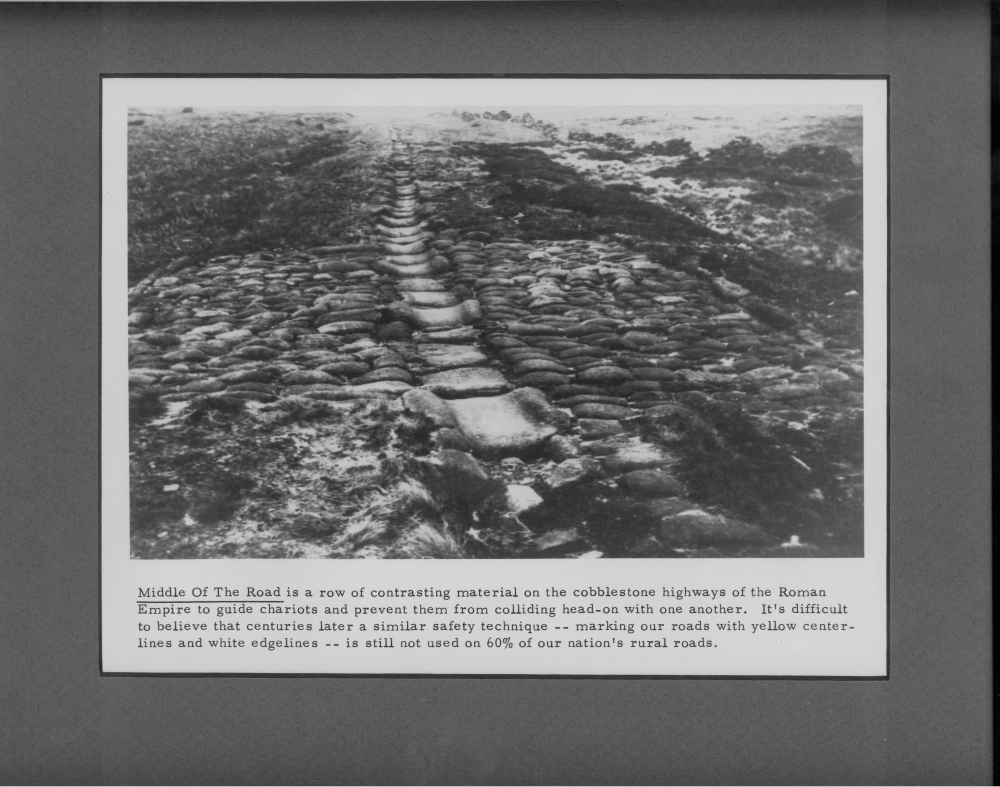 Middle Of The Road is a row of contrasting material on the cobblestone highways of the Roman
Empire to guide chariots and prevent them from colliding head-on with one another.  It's difficult
to believe that centuries later a similar safety technique -- marking our roads with yellow center-
lines and white edgelines -- is still not used on 60% of our nation's rural roads.